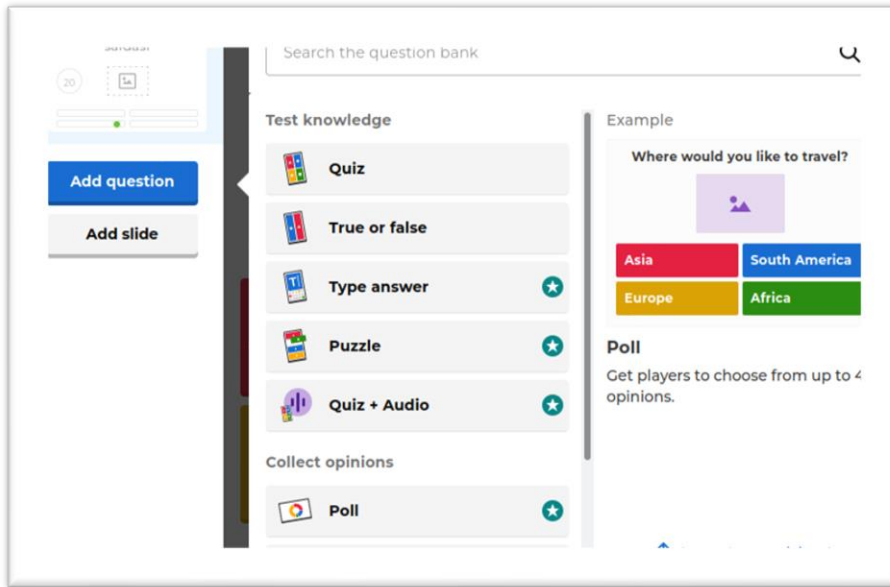 20
Add question
Add slide
Search the question bank
Test knowledge
Quiz
True or false
Type answer
Puzzle
Quiz + Audio
Collect opinions
Poll
Example
Where would you like to travel?
Asia
South America
Europe
Africa
Poll
Get players to choose from up to 4
opinions.